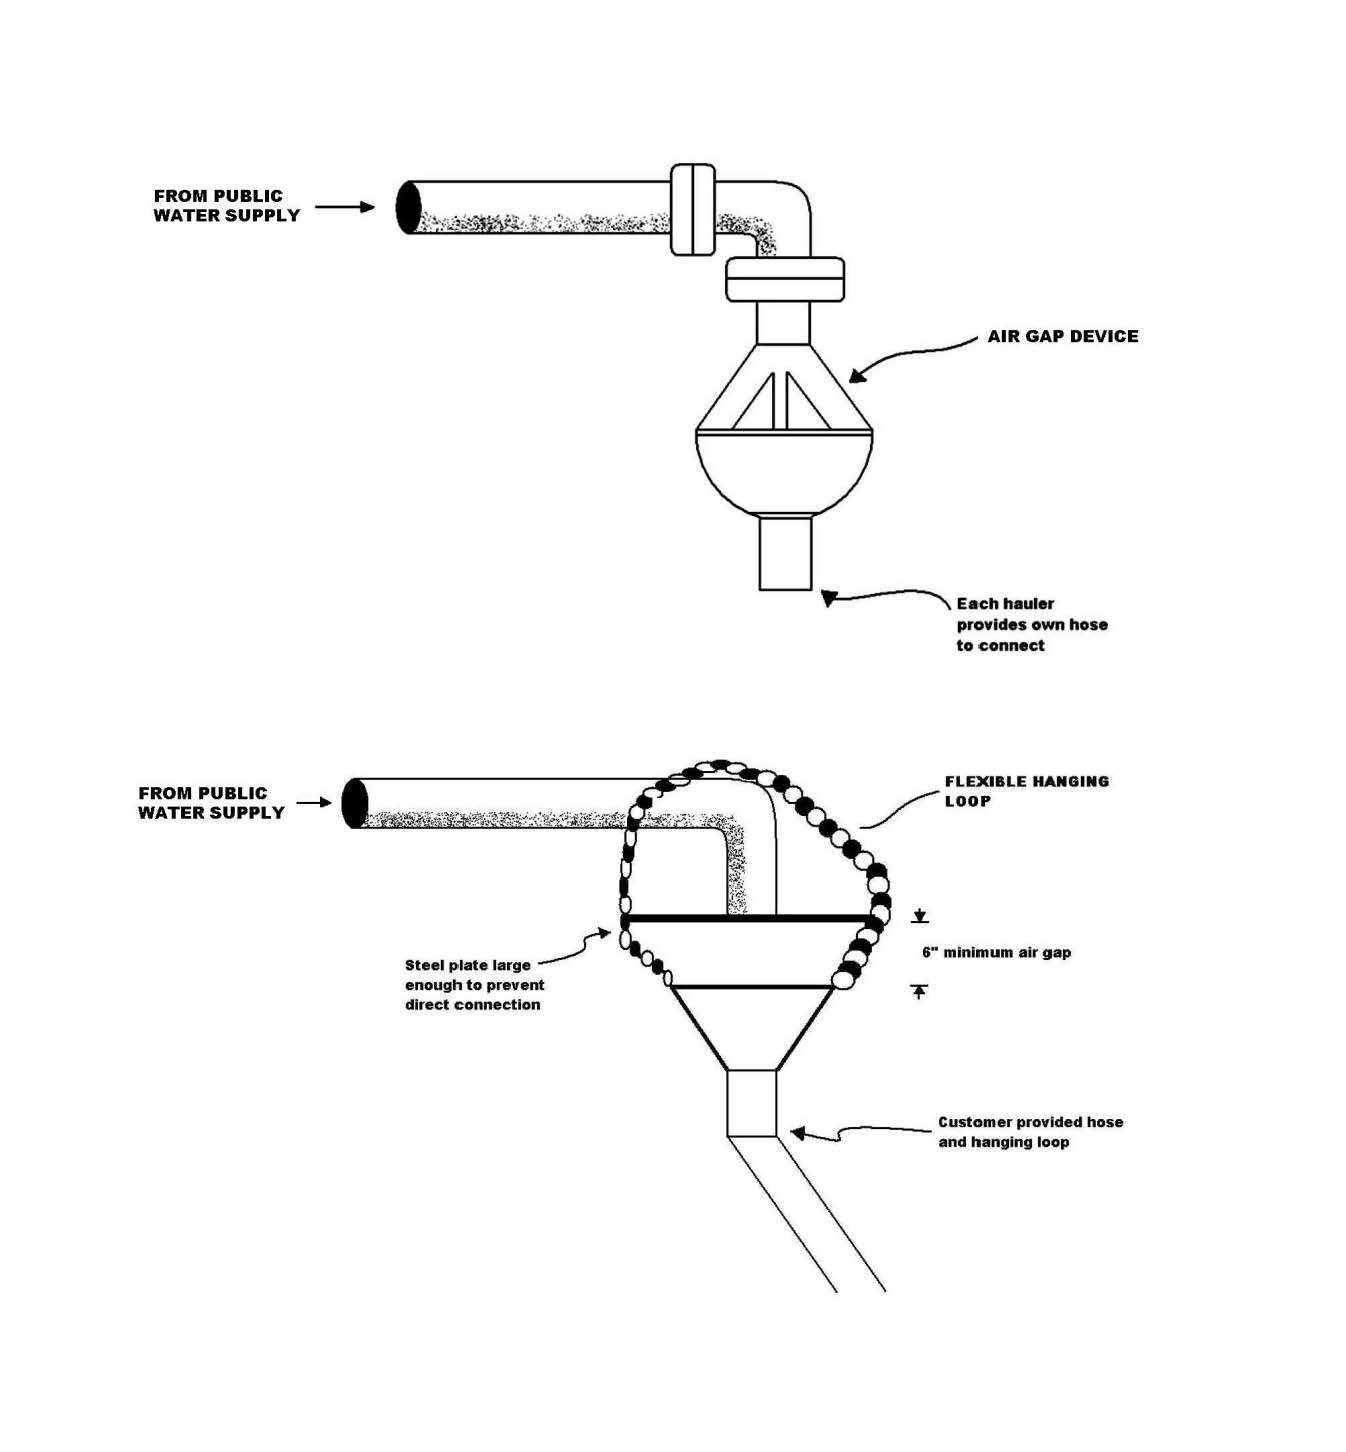 FROM PUBLIC
WATER SUPPLY
AIR GAP DEVICE
Each hauler
provides own hose
to connect
FROM PUBLIC
WATER SUPPLY
FLEXIBLE HANGING
LOOP
6" minimum air gap
Steel plate large
enough to prevent
direct connection
Customer provided hose
and hanging loop